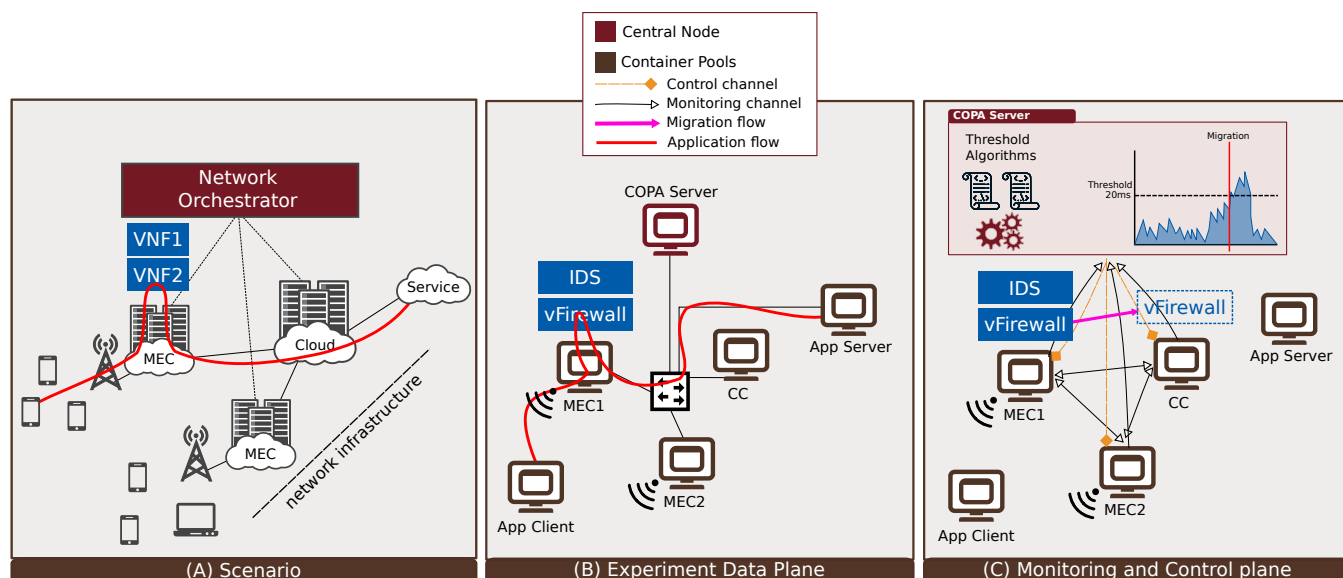 Central Node
Container Pools
Control channel
Monitoring channel
Migration flow
Application flow
Network
Orchestrator
VNF1
VNF2
MEC
Cloud
Service
MEC
network infrastructure
(A) Scenario
COPA Server
IDS
vFirewall
App Server
MEC1
CC
MEC2
App Client
(B) Experiment Data Plane
COPA Server
Threshold
Algorithms
Migration
Threshold
20ms
IDS
vFirewall
vFirewall
App Server
MEC1
CC
MEC2
App Client
(C) Monitoring and Control plane